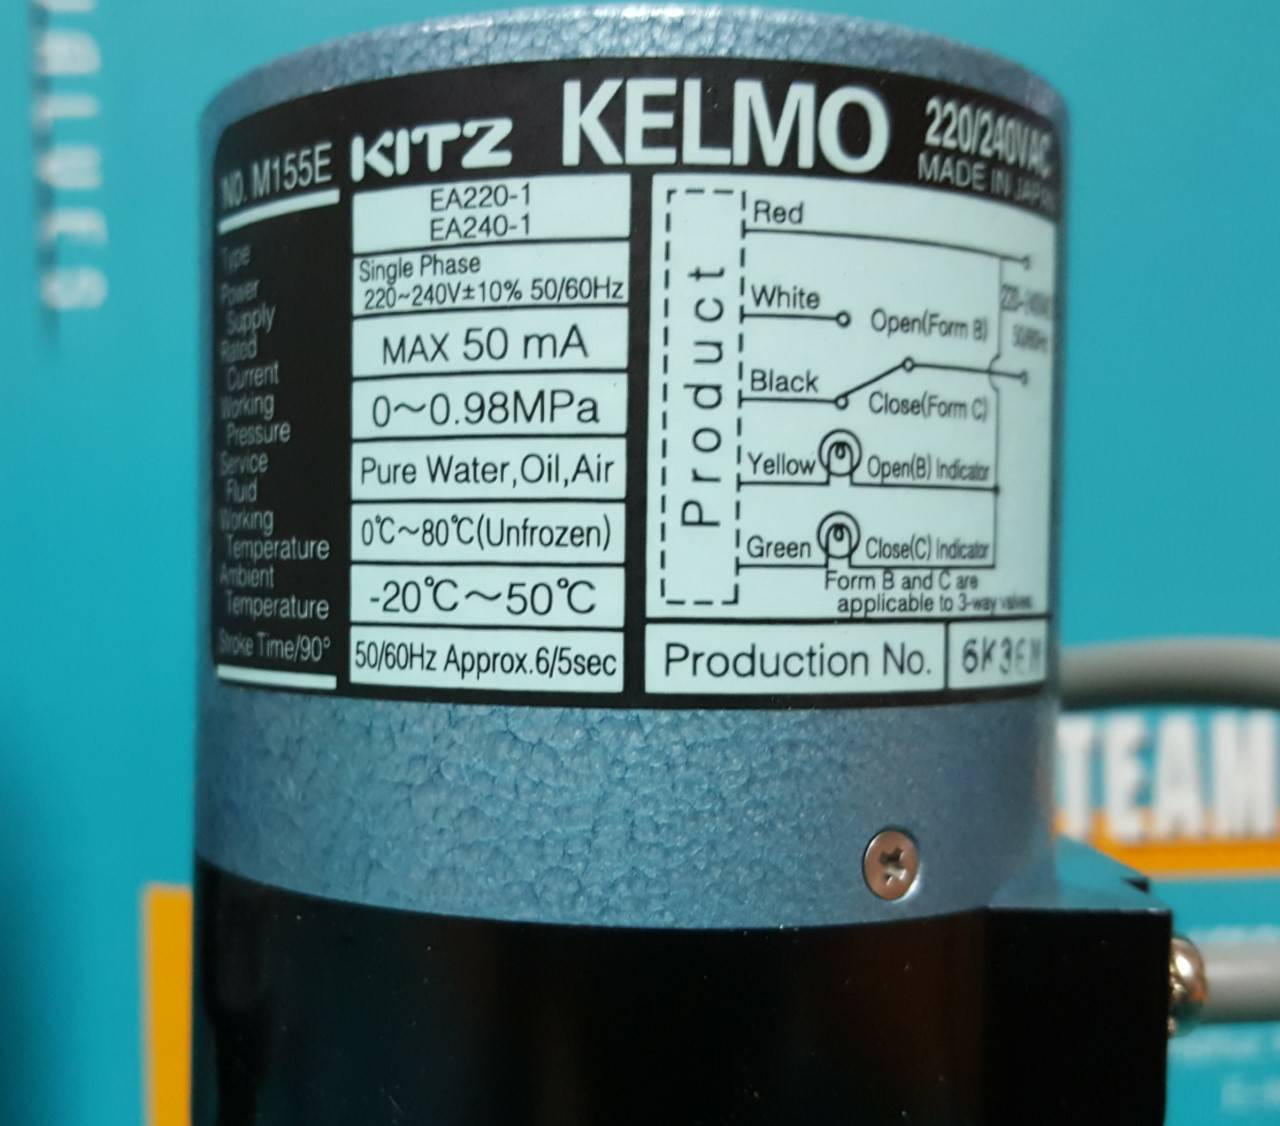 VALVES
NO. M155E KITZ KELMO 220/240VAC
MADE IN JAPAN
Type EA220-1
EA240-1
Power Supply Single Phase
220~240V±10% 50/60Hz
Rated Current MAX 50 mA
Working Pressure 0～0.98MPa
Service Fluid Pure Water,Oil,Air
Working Temperature 0℃～80℃(Unfrozen)
Ambient Temperature -20℃～50℃
Stroke Time/90° 50/60Hz Approx.6/5sec
Product
Red
White Open(Form B)
50/60Hz
Black Close(Form C)
Yellow Open(B) Indicator
Green Close(C) Indicator
Form B and C are
applicable to 3-way valves
Production No. 6K3
TEAM